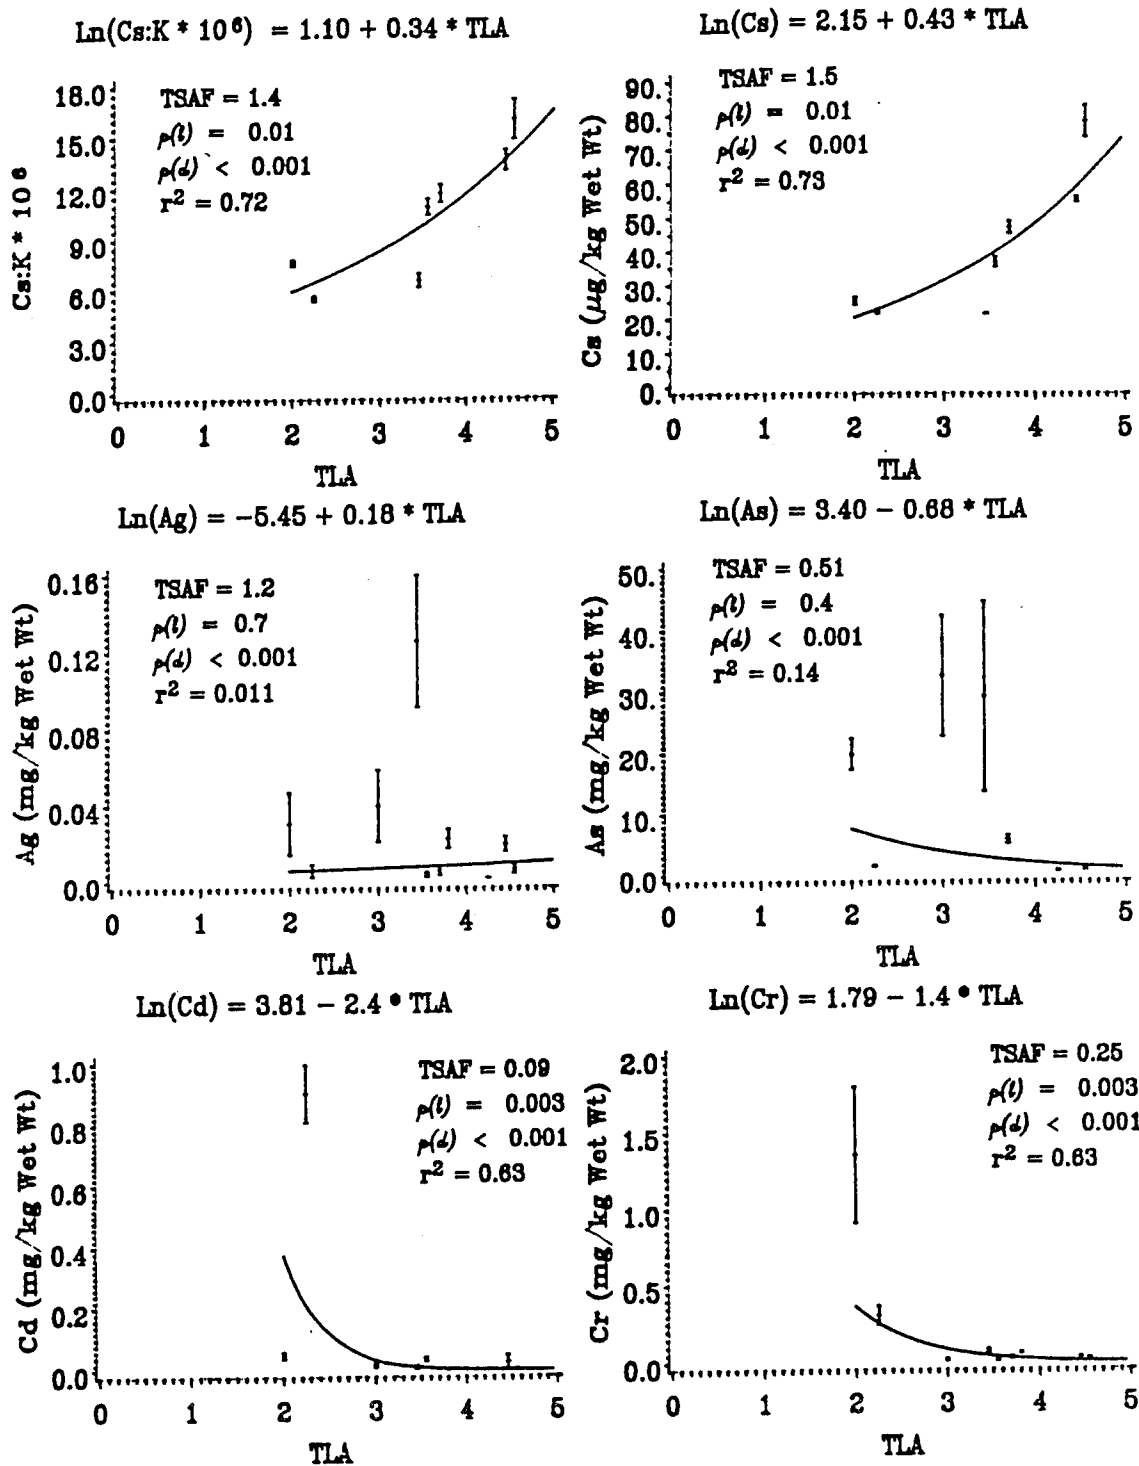 Ln(Cs:K * 10⁶) = 1.10 + 0.34 * TLA
TSAF = 1.4
p(l) = 0.01
p(d) < 0.001
r² = 0.72
Cs:K * 10⁶
18.0
15.0
12.0
9.0
6.0
3.0
0.0
0 1 2 3 4 5
TLA
Ln(Cs) = 2.15 + 0.43 * TLA
TSAF = 1.5
p(l) = 0.01
p(d) < 0.001
r² = 0.73
Cs (μg/kg Wet Wt)
90.
80.
70.
60.
50.
40.
30.
20.
10.
0.
0 1 2 3 4 5
TLA
Ln(Ag) = -5.45 + 0.18 * TLA
TSAF = 1.2
p(l) = 0.7
p(d) < 0.001
r² = 0.011
Ag (mg/kg Wet Wt)
0.16
0.12
0.08
0.04
0.0
0 1 2 3 4 5
TLA
Ln(As) = 3.40 - 0.68 * TLA
TSAF = 0.51
p(l) = 0.4
p(d) < 0.001
r² = 0.14
As (mg/kg Wet Wt)
50.
40.
30.
20.
10.
0.0
0 1 2 3 4 5
TLA
Ln(Cd) = 3.81 - 2.4 * TLA
TSAF = 0.09
p(l) = 0.003
p(d) < 0.001
r² = 0.63
Cd (mg/kg Wet Wt)
1.0
0.8
0.6
0.4
0.2
0.0
0 1 2 3 4 5
TLA
Ln(Cr) = 1.79 - 1.4 * TLA
TSAF = 0.25
p(l) = 0.003
p(d) < 0.001
r² = 0.63
Cr (mg/kg Wet Wt)
2.0
1.5
1.0
0.5
0.0
0 1 2 3 4 5
TLA